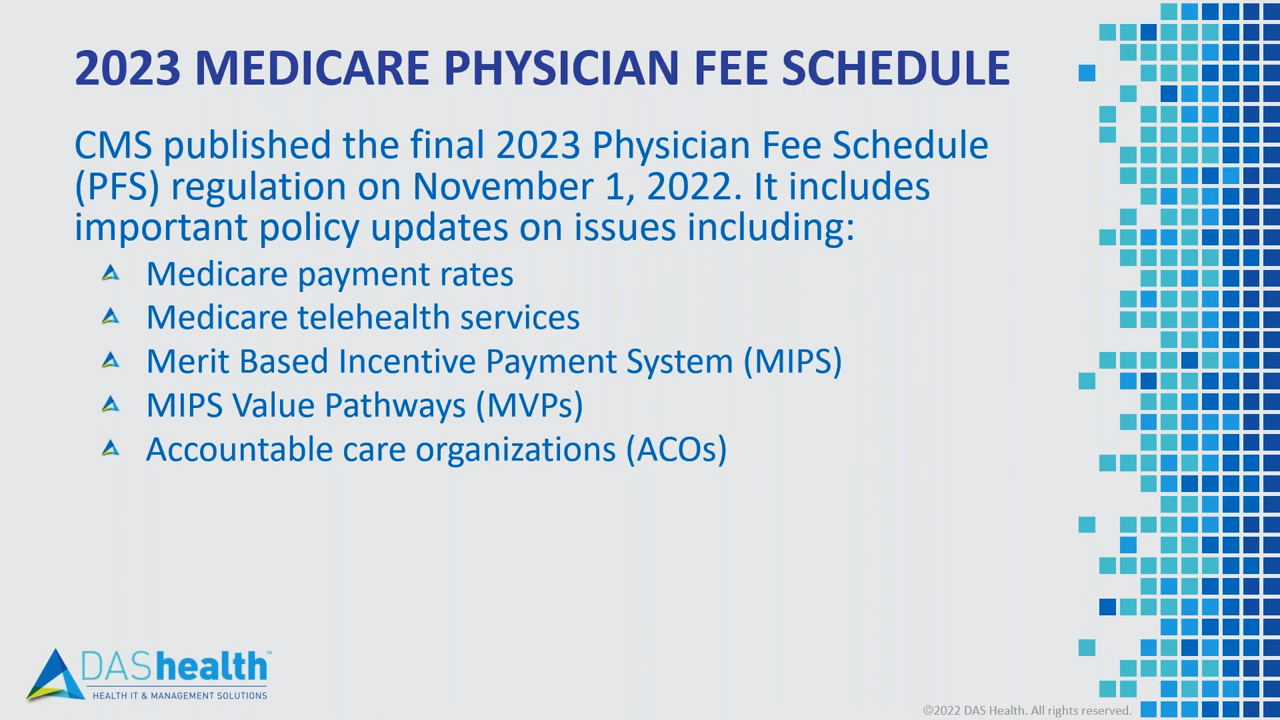 2023 MEDICARE PHYSICIAN FEE SCHEDULE
CMS published the final 2023 Physician Fee Schedule
(PFS) regulation on November 1, 2022. It includes
important policy updates on issues including:
Medicare payment rates
Medicare telehealth services
Merit Based Incentive Payment System (MIPS)
MIPS Value Pathways (MVPs)
Accountable care organizations (ACOs)
DAShealth™
HEALTH IT & MANAGEMENT SOLUTIONS
©2022 DAS Health. All rights reserved.